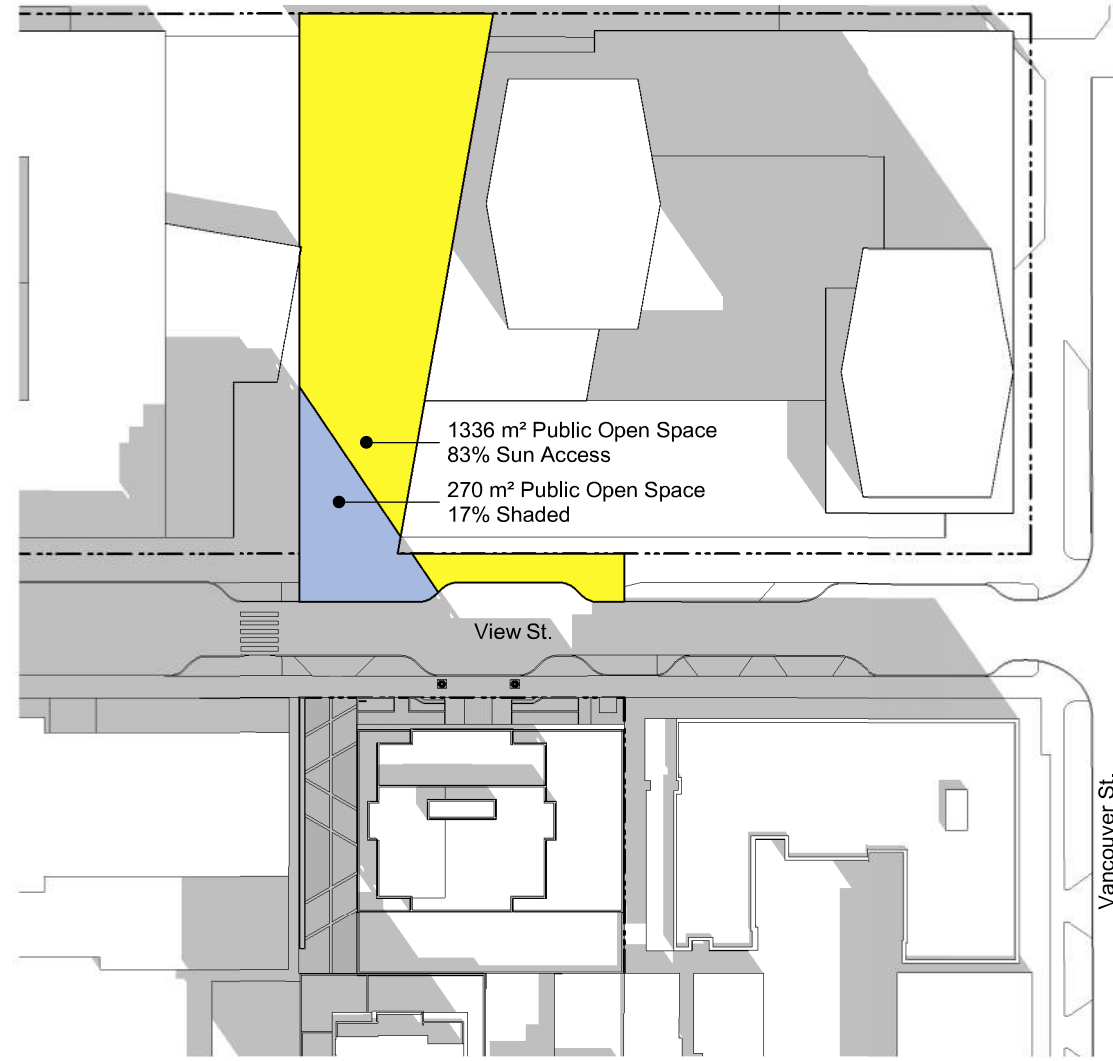 1336 m² Public Open Space
83% Sun Access
270 m² Public Open Space
17% Shaded
View St.
Vancouver St.